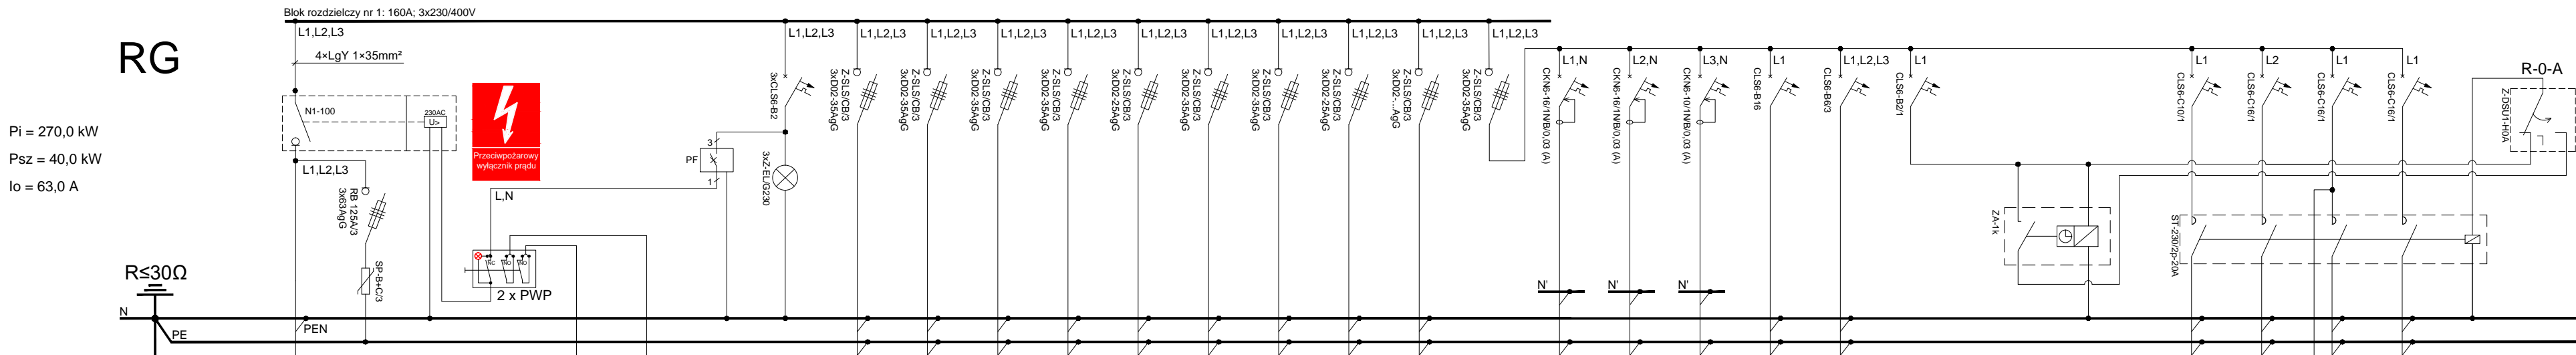 Blok rozdzielczy nr 1: 160A; 3x230/400V
RG
L1,L2,L3
4×LgY 1×35mm²
N1-100
230AC
U>
Przeciwpożarowy
wyłącznik prądu
Pi = 270,0 kW
Psz = 40,0 kW
Io = 63,0 A
L1,L2,L3
RB 125A/3
3x63AgG
SP-B+C/3
R≤30Ω
N
PE
PEN
L,N
NC
NO
NO
2 x PWP
PF
3
1
L1,L2,L3
3xCLS6-B2
3xZ-EL/G230
L1,L2,L3
Z-SLS/CB/3
3xD02-35AgG
L1,L2,L3
Z-SLS/CB/3
3xD02-35AgG
L1,L2,L3
Z-SLS/CB/3
3xD02-35AgG
L1,L2,L3
Z-SLS/CB/3
3xD02-35AgG
L1,L2,L3
Z-SLS/CB/3
3xD02-25AgG
L1,L2,L3
Z-SLS/CB/3
3xD02-35AgG
L1,L2,L3
Z-SLS/CB/3
3xD02-35AgG
L1,L2,L3
Z-SLS/CB/3
3xD02-25AgG
L1,L2,L3
Z-SLS/CB/3
3xD02-...AgG
L1,L2,L3
Z-SLS/CB/3
3xD02-35AgG
L1,N
CKN6-16/1N/B/0,03 (A)
N'
L2,N
CKN6-16/1N/B/0,03 (A)
N'
L3,N
CKN6-10/1N/B/0,03 (A)
N'
L1
CLS6-B16
L1,L2,L3
CLS6-B6/3
L1
CLS6-B2/1
ZA-1k
L1
CLS6-C10/1
L2
CLS6-C16/1
L1
CLS6-C16/1
L1
CLS6-C16/1
ST-230/2p-20A
R-0-A
Z-DSU1-H0A